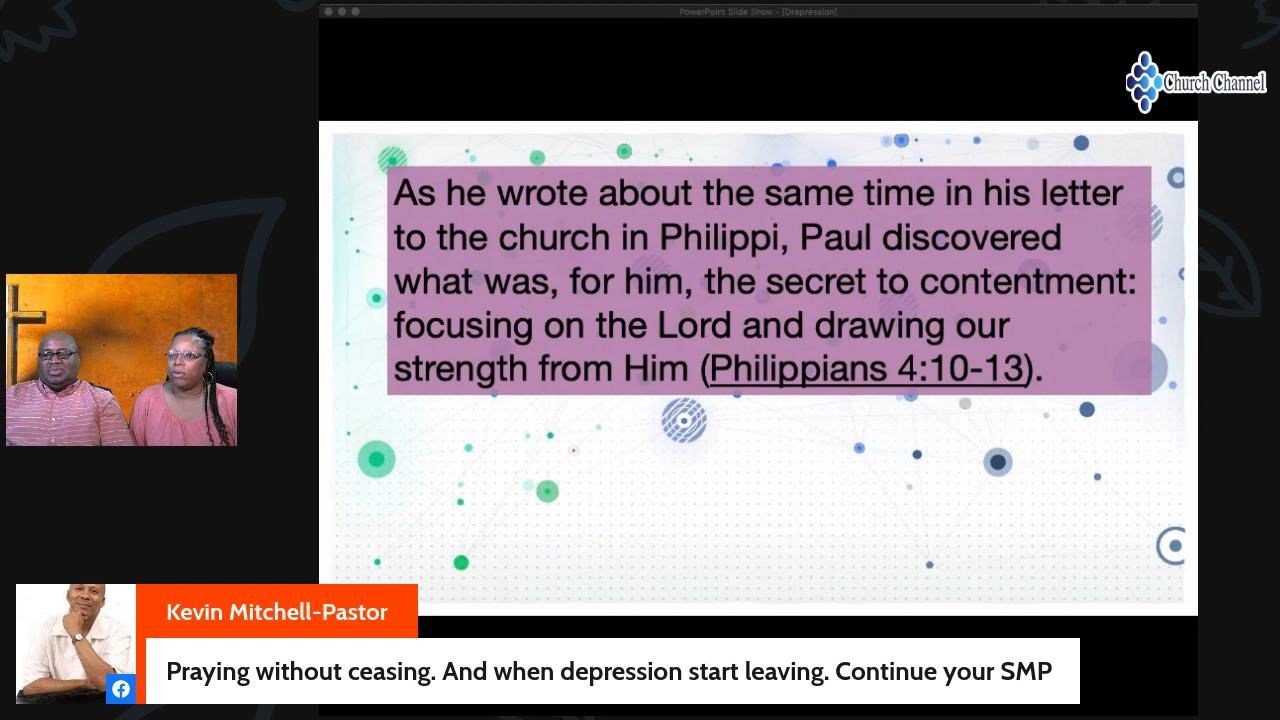 PowerPoint Slide Show - [Drepression]
Church Channel
As he wrote about the same time in his letter
to the church in Philippi, Paul discovered
what was, for him, the secret to contentment:
focusing on the Lord and drawing our
strength from Him (Philippians 4:10-13).
Kevin Mitchell-Pastor
Praying without ceasing. And when depression start leaving. Continue your SMP